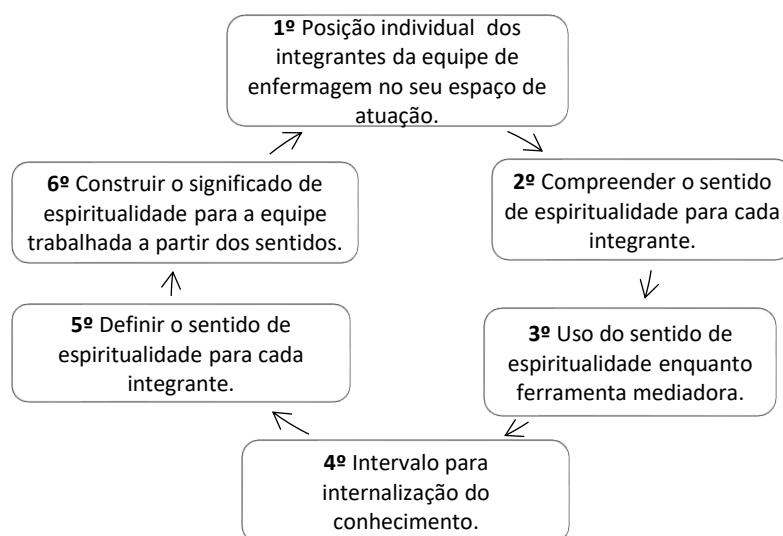 1º Posição individual dos
integrantes da equipe de
enfermagem no seu espaço de
atuação.
2º Compreender o sentido
de espiritualidade para cada
integrante.
3º Uso do sentido de
espiritualidade enquanto
ferramenta mediadora.
4º Intervalo para
internalização do
conhecimento.
5º Definir o sentido de
espiritualidade para cada
integrante.
6º Construir o significado de
espiritualidade para a equipe
trabalhada a partir dos sentidos.